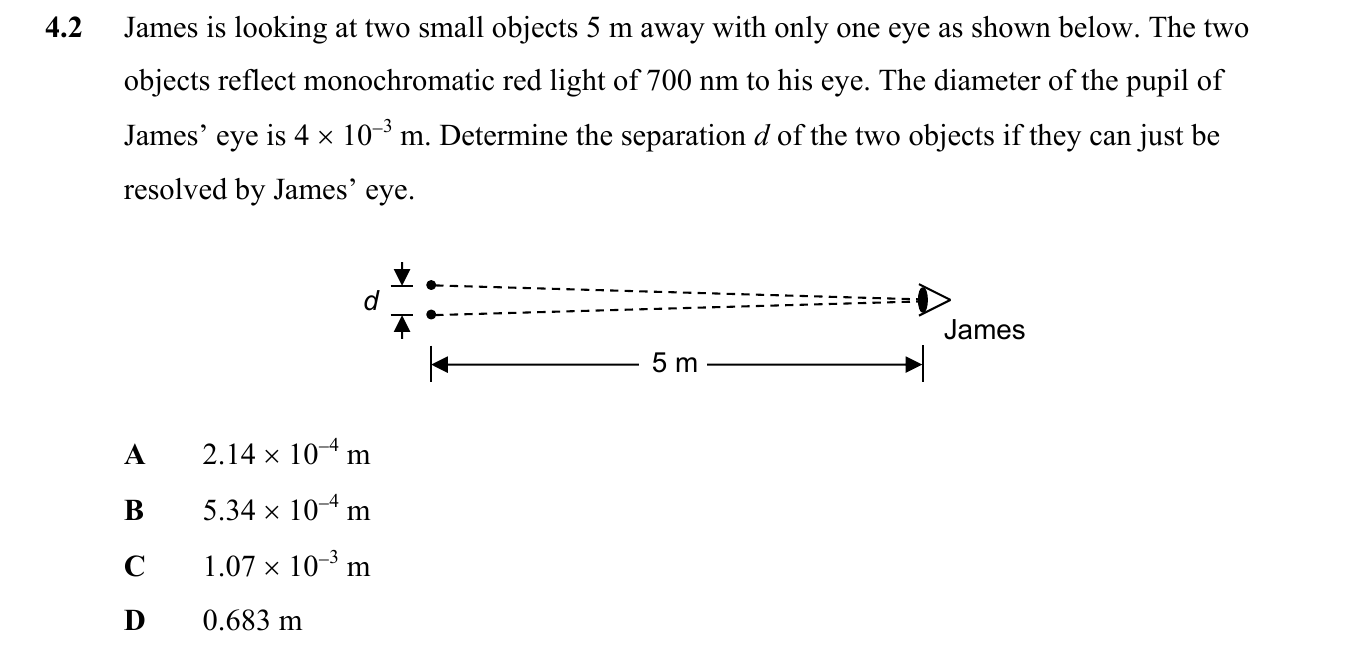 4.2 James is looking at two small objects 5 m away with only one eye as shown below. The two
objects reflect monochromatic red light of 700 nm to his eye. The diameter of the pupil of
James’ eye is 4 × 10⁻³ m. Determine the separation d of the two objects if they can just be
resolved by James’ eye.
d
James
5 m
A 2.14 × 10⁻⁴ m
B 5.34 × 10⁻⁴ m
C 1.07 × 10⁻³ m
D 0.683 m